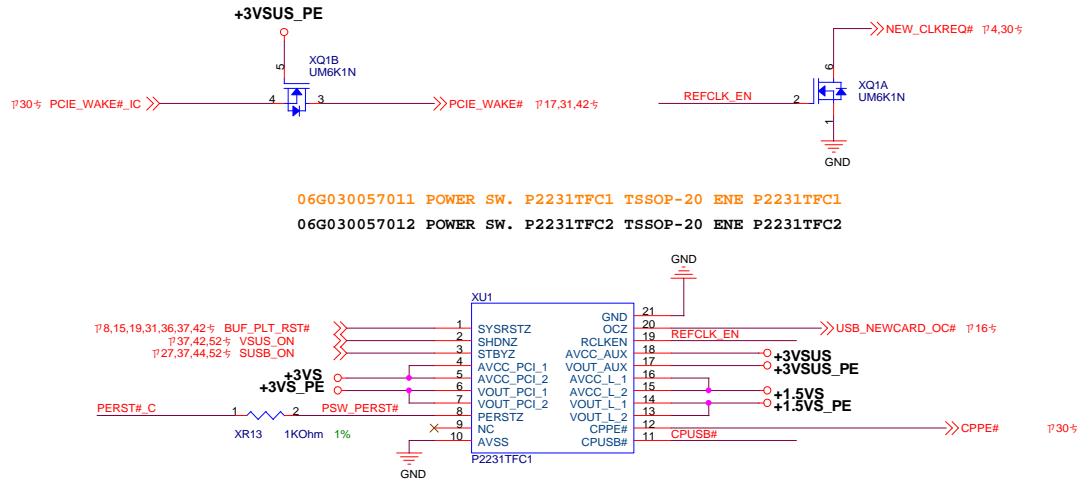 +3VSUS_PE
NEW_CLKREQ# 4,30
5
XQ1B
UM6K1N
6
XQ1A
UM6K1N
30 PCIE_WAKE#_IC
4
3
PCIE_WAKE# 17,31,42
REFCLK_EN
2
1
GND
06G030057011 POWER SW. P2231TFC1 TSSOP-20 ENE P2231TFC1
06G030057012 POWER SW. P2231TFC2 TSSOP-20 ENE P2231TFC2
GND
XU1
GND 21
8,15,19,31,36,37,42 BUF_PLT_RST# 1 SYSRSTZ OCZ 20 USB_NEWCARD_OC# 16
37,42,52 VSUS_ON 2 SHDNZ RCLKEN 19 REFCLK_EN
27,37,44,52 SUSB_ON 3 STBYZ AVCC_AUX 18 +3VSUS
4 AVCC_PCI_1 VOUT_AUX 17 +3VSUS_PE
+3VS 5 AVCC_PCI_2 AVCC_L_1 16
+3VS_PE 6 VOUT_PCI_1 AVCC_L_2 15 +1.5VS
7 VOUT_PCI_2 VOUT_L_1 14 +1.5VS_PE
PERST#_C 1 2 PSW_PERST# 8 PERSTZ VOUT_L_2 13
9 NC CPPE# 12 CPPE# 30
XR13 1KOhm 1% 10 AVSS CPUSB# 11 CPUSB#
P2231TFC1
GND